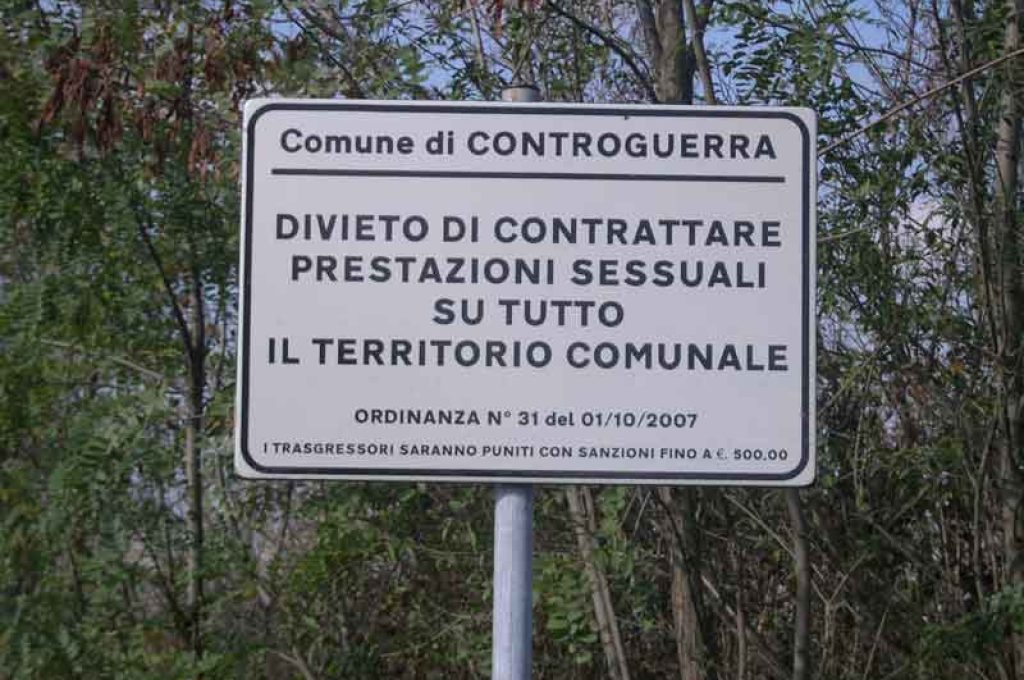 Comune di CONTROGUERRA
DIVIETO DI CONTRATTARE
PRESTAZIONI SESSUALI
SU TUTTO
IL TERRITORIO COMUNALE
ORDINANZA N° 31 del 01/10/2007
I TRASGRESSORI SARANNO PUNITI CON SANZIONI FINO A €. 500.00